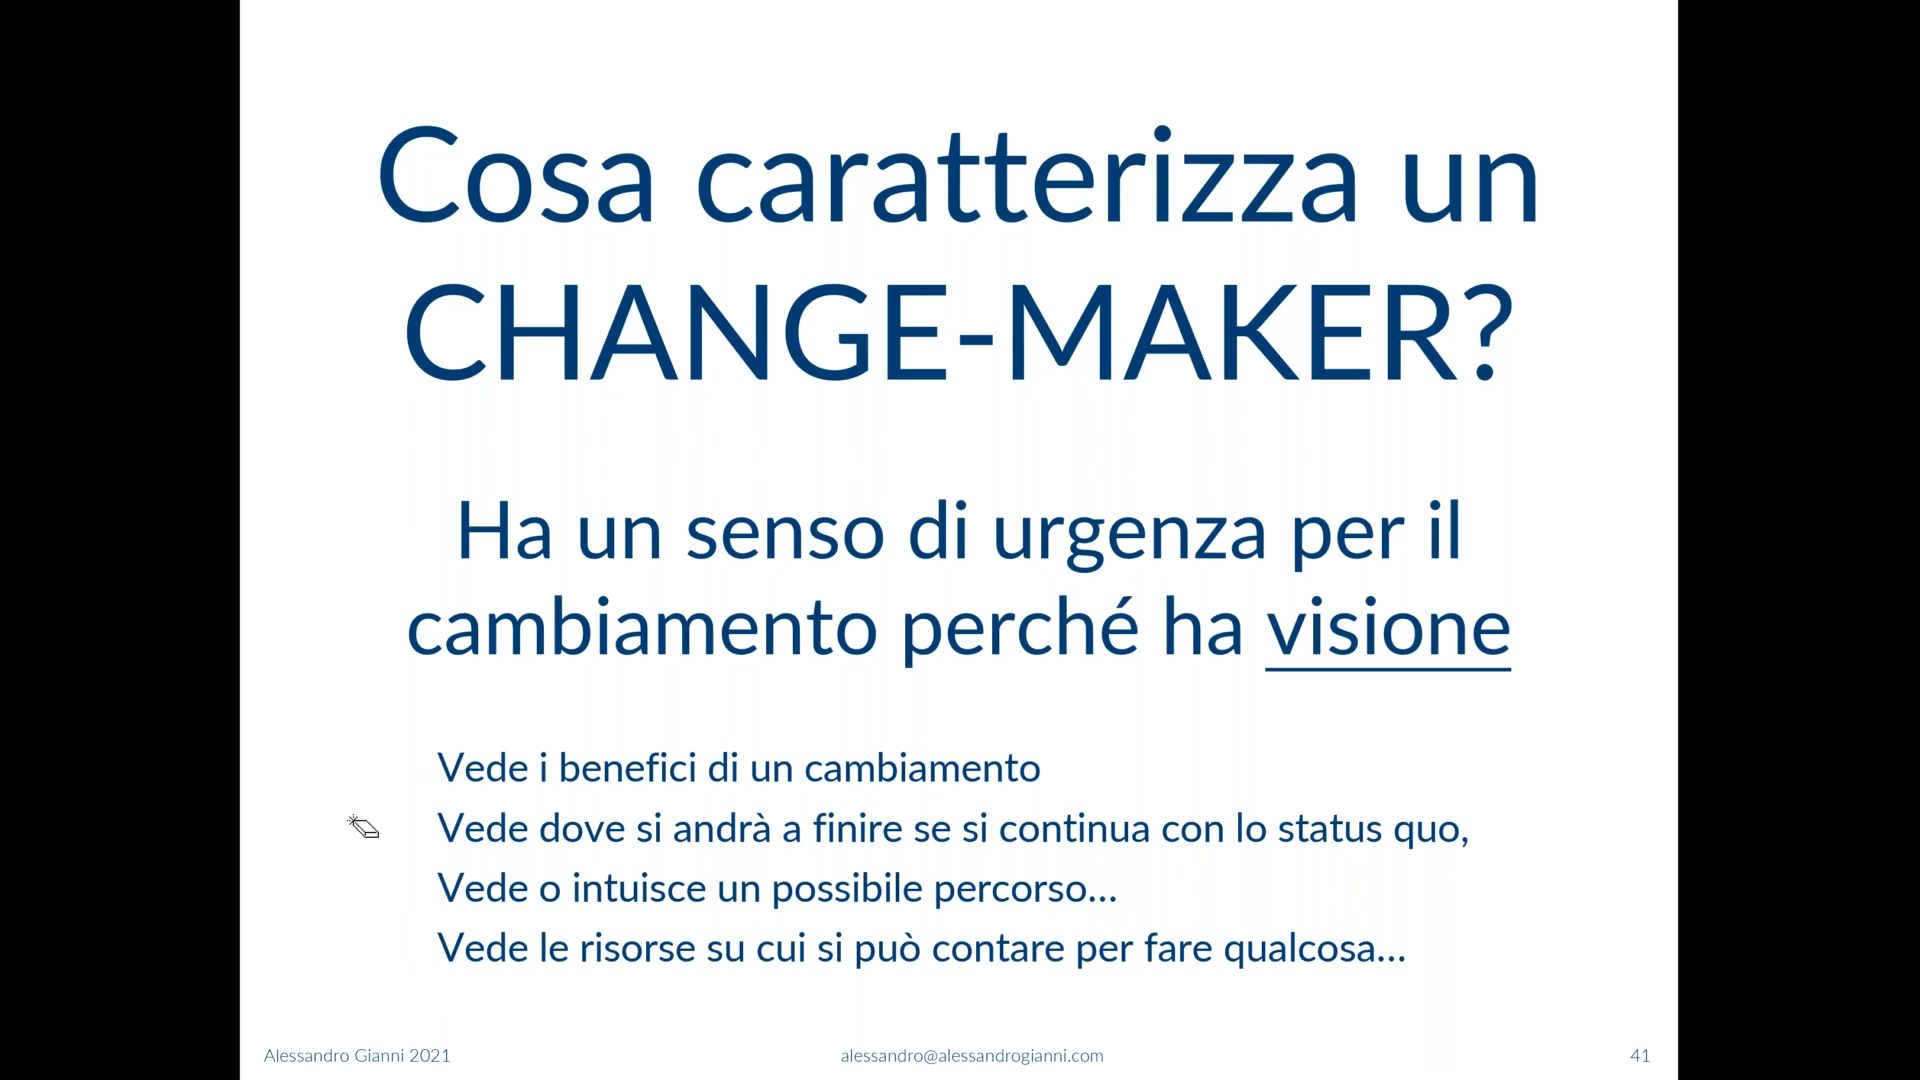 Cosa caratterizza un
CHANGE-MAKER?
Ha un senso di urgenza per il
cambiamento perché ha visione
Vede i benefici di un cambiamento
Vede dove si andrà a finire se si continua con lo status quo,
Vede o intuisce un possibile percorso...
Vede le risorse su cui si può contare per fare qualcosa...
Alessandro Gianni 2021
alessandro@alessandrogianni.com
41